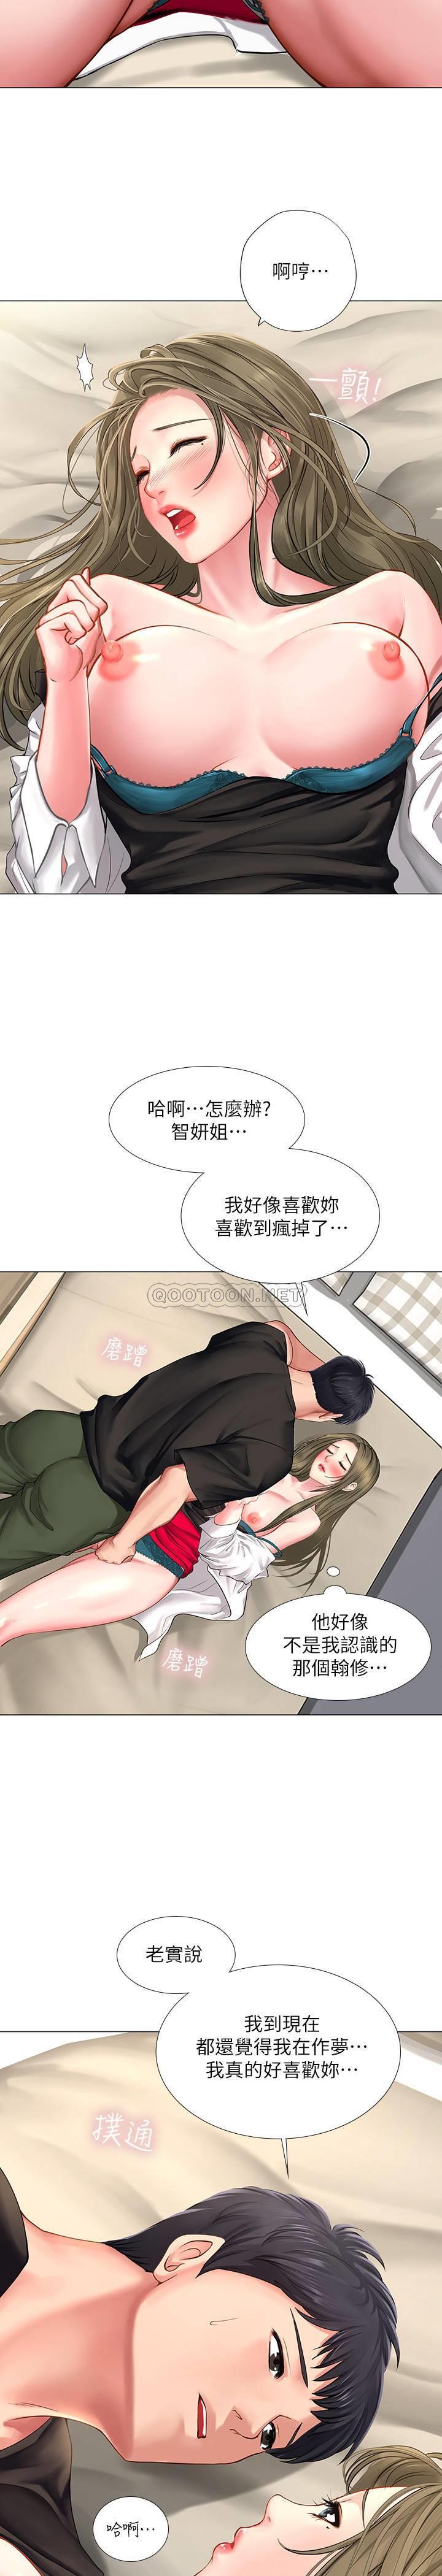 啊哼⋯
一顫!
哈啊⋯怎麼辦?
智妍姐⋯
我好像喜歡妳
喜歡到瘋掉了⋯
QOOTOON.NET
磨蹭
他好像
不是我認識的
那個翰修⋯
磨蹭
老實說
我到現在
都還覺得我在作夢⋯
我真的好喜歡妳⋯
撲通
哈啊⋯